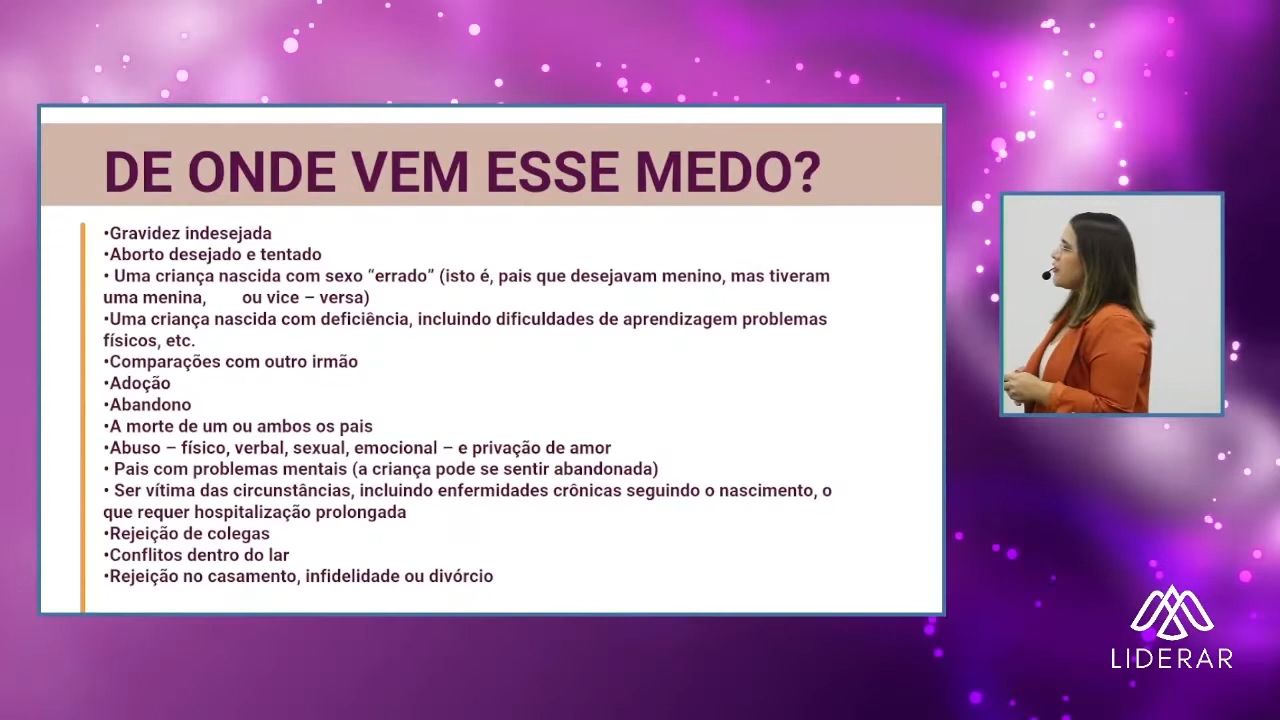 DE ONDE VEM ESSE MEDO?
•Gravidez indesejada
•Aborto desejado e tentado
• Uma criança nascida com sexo “errado” (isto é, pais que desejavam menino, mas tiveram
uma menina, ou vice – versa)
•Uma criança nascida com deficiência, incluindo dificuldades de aprendizagem problemas
físicos, etc.
•Comparações com outro irmão
•Adoção
•Abandono
•A morte de um ou ambos os pais
•Abuso – físico, verbal, sexual, emocional – e privação de amor
• Pais com problemas mentais (a criança pode se sentir abandonada)
• Ser vítima das circunstâncias, incluindo enfermidades crônicas seguindo o nascimento, o
que requer hospitalização prolongada
•Rejeição de colegas
•Conflitos dentro do lar
•Rejeição no casamento, infidelidade ou divórcio
LIDERAR